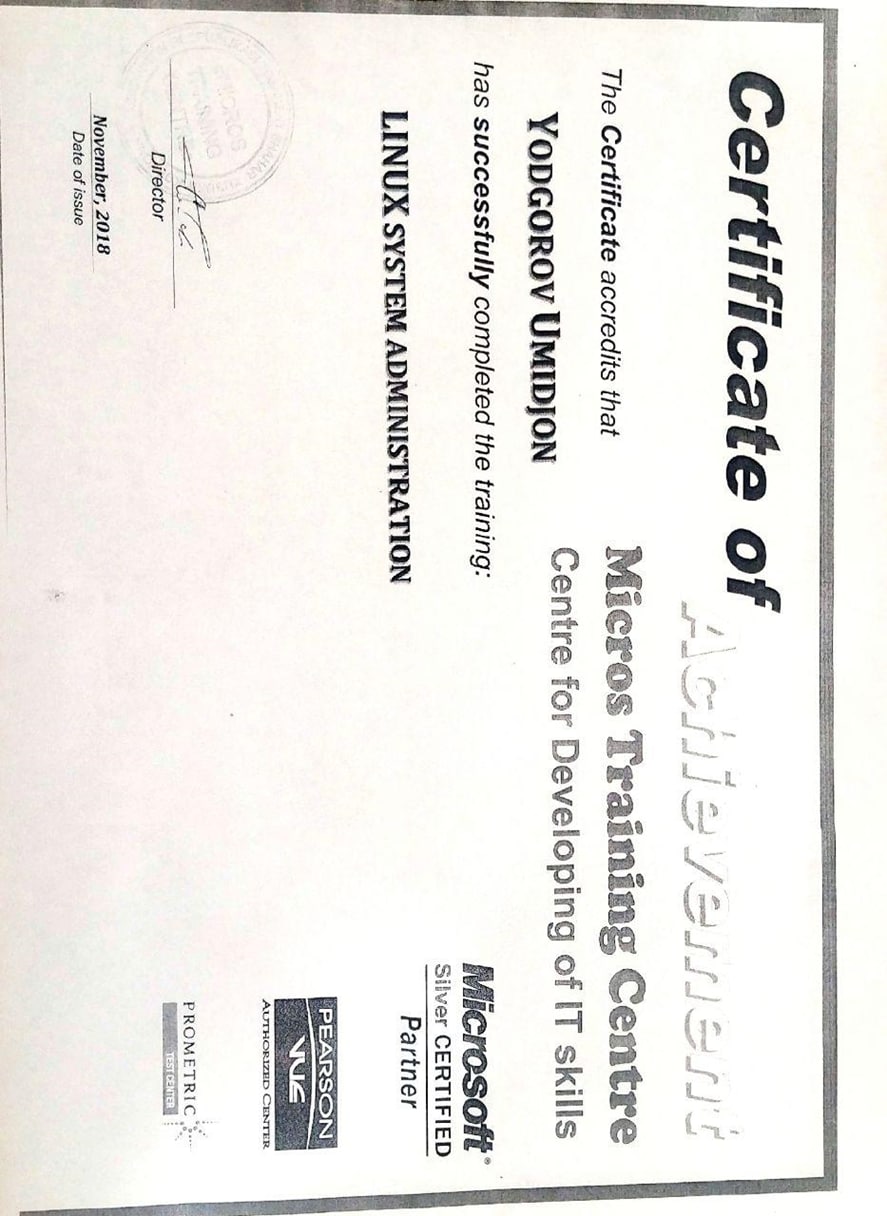 Certificate of Achievement
Micros Training Centre
Centre for Developing of IT skills
The Certificate accredits that
YODGOROV UMIDJON
has successfully completed the training:
LINUX SYSTEM ADMINISTRATION
Microsoft®
Silver CERTIFIED
Partner
PEARSON
VUE
AUTHORIZED CENTER
PROMETRIC
TEST CENTER
MICROS
TRAINING
Director
November, 2018
Date of issue